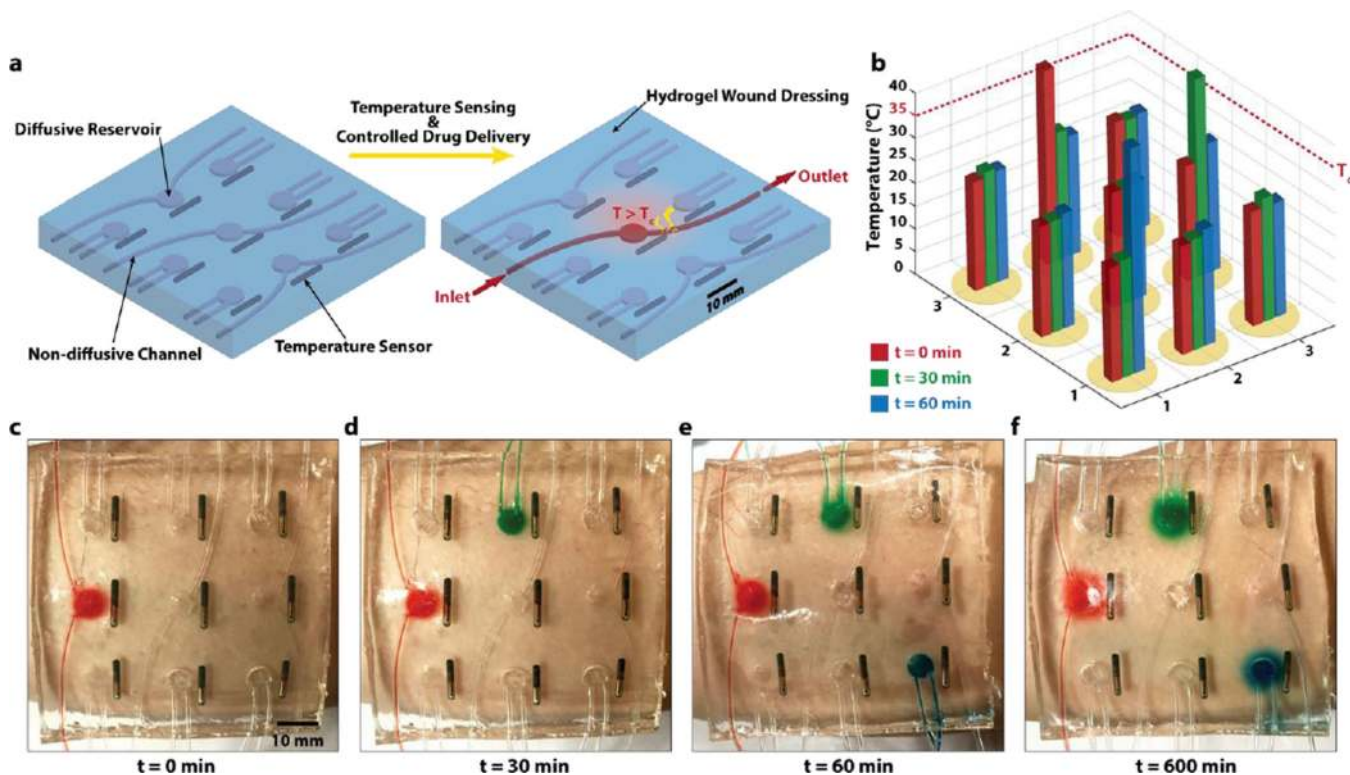 a
Diffusive Reservoir
Non-diffusive Channel
Temperature Sensing
&
Controlled Drug Delivery
Temperature Sensor
Hydrogel Wound Dressing
Outlet
T > T
Inlet
10 mm
b
Temperature (°C)
40
35
30
25
20
15
10
5
0
3
2
1
1
2
3
t = 0 min
t = 30 min
t = 60 min
c
10 mm
t = 0 min
d
t = 30 min
e
t = 60 min
f
t = 600 min